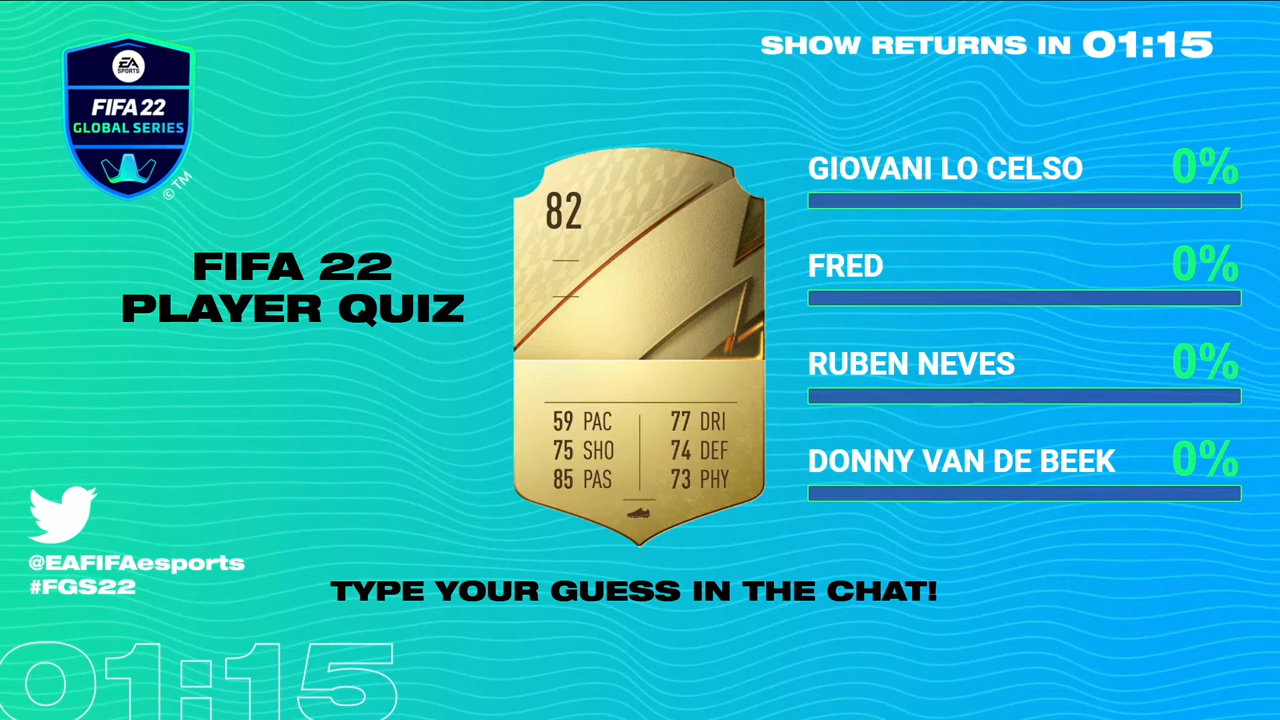 EA
SPORTS
FIFA 22
GLOBAL SERIES
© TM
SHOW RETURNS IN 01:15
FIFA 22
PLAYER QUIZ
82
59 PAC 77 DRI
75 SHO 74 DEF
85 PAS 73 PHY
GIOVANI LO CELSO 0%
FRED 0%
RUBEN NEVES 0%
DONNY VAN DE BEEK 0%
@EAFIFAesports
#FGS22
TYPE YOUR GUESS IN THE CHAT!
01:15